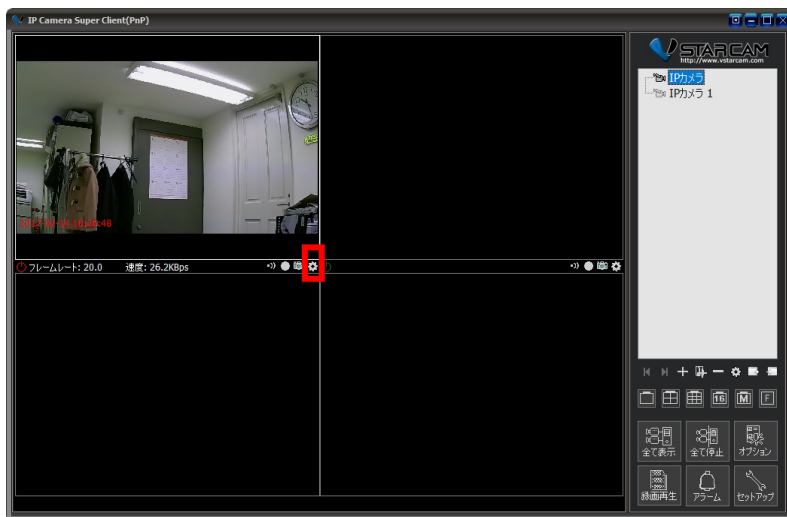 IP Camera Super Client(PnP)
VSTARCAM
http://www.vstarcam.com
IPカメラ
IPカメラ 1
フレームレート: 20.0 速度: 26.2KBps
16 M F
全て表示 全て停止 オプション
録画再生 アラーム セットアップ